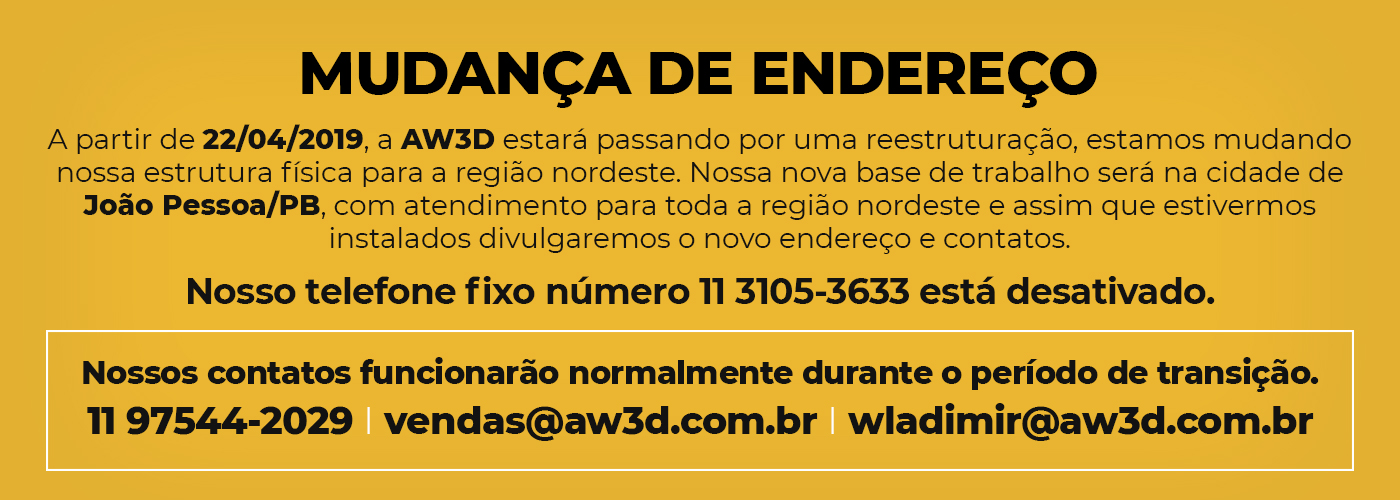 MUDANÇA DE ENDEREÇO
A partir de 22/04/2019, a AW3D estará passando por uma reestruturação, estamos mudando
nossa estrutura física para a região nordeste. Nossa nova base de trabalho será na cidade de
João Pessoa/PB, com atendimento para toda a região nordeste e assim que estivermos
instalados divulgaremos o novo endereço e contatos.
Nosso telefone fixo número 11 3105-3633 está desativado.
Nossos contatos funcionarão normalmente durante o período de transição.
11 97544-2029 | vendas@aw3d.com.br | wladimir@aw3d.com.br